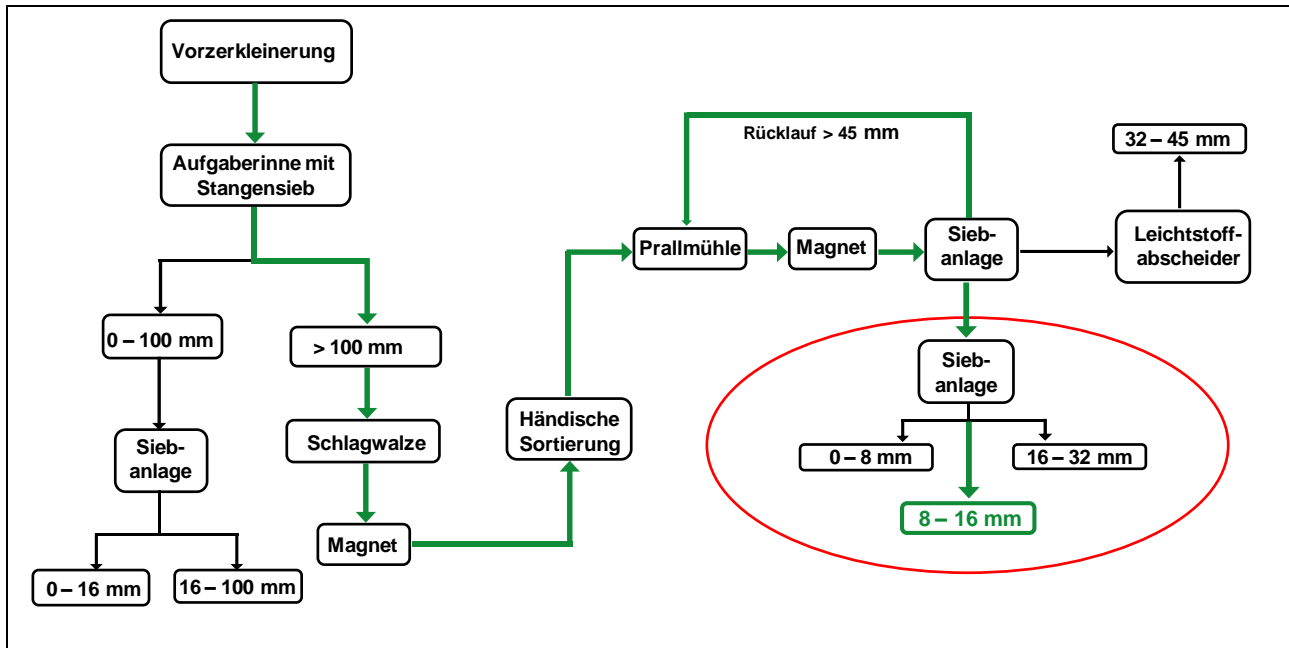 Vorzerkleinerung
Aufgaberinne mit
Stangensieb
0 – 100 mm
> 100 mm
Sieb-
anlage
Schlagwalze
0 – 16 mm
16 – 100 mm
Magnet
Händische
Sortierung
Rücklauf > 45 mm
Prallmühle
Magnet
Sieb-
anlage
Leichtstoff-
abscheider
32 – 45 mm
Sieb-
anlage
0 – 8 mm
16 – 32 mm
8 – 16 mm